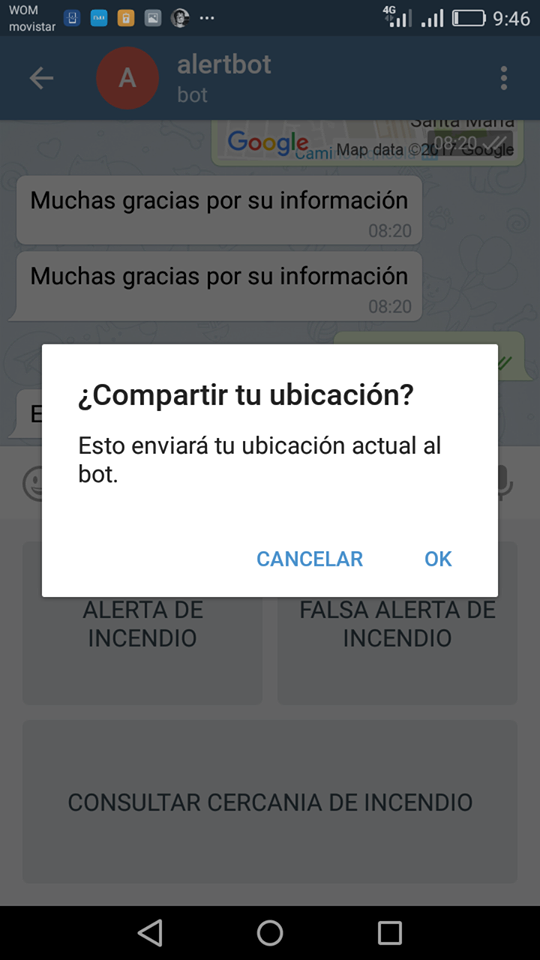 WOM
movistar
4G
9:46
A
alertbot
bot
Santa María
Google
Map data ©2017 Google
08:20
Muchas gracias por su información
08:20
Muchas gracias por su información
08:20
¿Compartir tu ubicación?
Esto enviará tu ubicación actual al
bot.
CANCELAR
OK
ALERTA DE
INCENDIO
FALSA ALERTA DE
INCENDIO
CONSULTAR CERCANIA DE INCENDIO